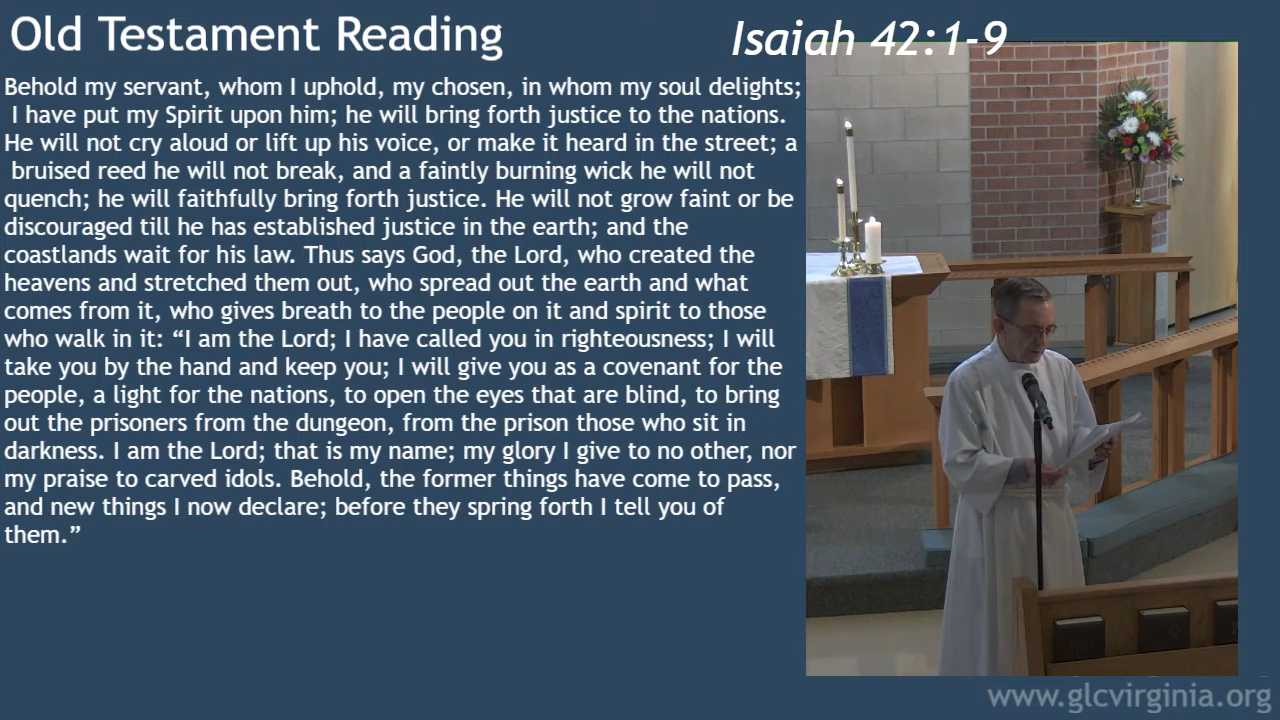 Old Testament Reading
Isaiah 42:1-9
Behold my servant, whom I uphold, my chosen, in whom my soul delights;
I have put my Spirit upon him; he will bring forth justice to the nations.
He will not cry aloud or lift up his voice, or make it heard in the street; a
bruised reed he will not break, and a faintly burning wick he will not
quench; he will faithfully bring forth justice. He will not grow faint or be
discouraged till he has established justice in the earth; and the
coastlands wait for his law. Thus says God, the Lord, who created the
heavens and stretched them out, who spread out the earth and what
comes from it, who gives breath to the people on it and spirit to those
who walk in it: “I am the Lord; I have called you in righteousness; I will
take you by the hand and keep you; I will give you as a covenant for the
people, a light for the nations, to open the eyes that are blind, to bring
out the prisoners from the dungeon, from the prison those who sit in
darkness. I am the Lord; that is my name; my glory I give to no other, nor
my praise to carved idols. Behold, the former things have come to pass,
and new things I now declare; before they spring forth I tell you of
them.”
www.glcvirginia.org